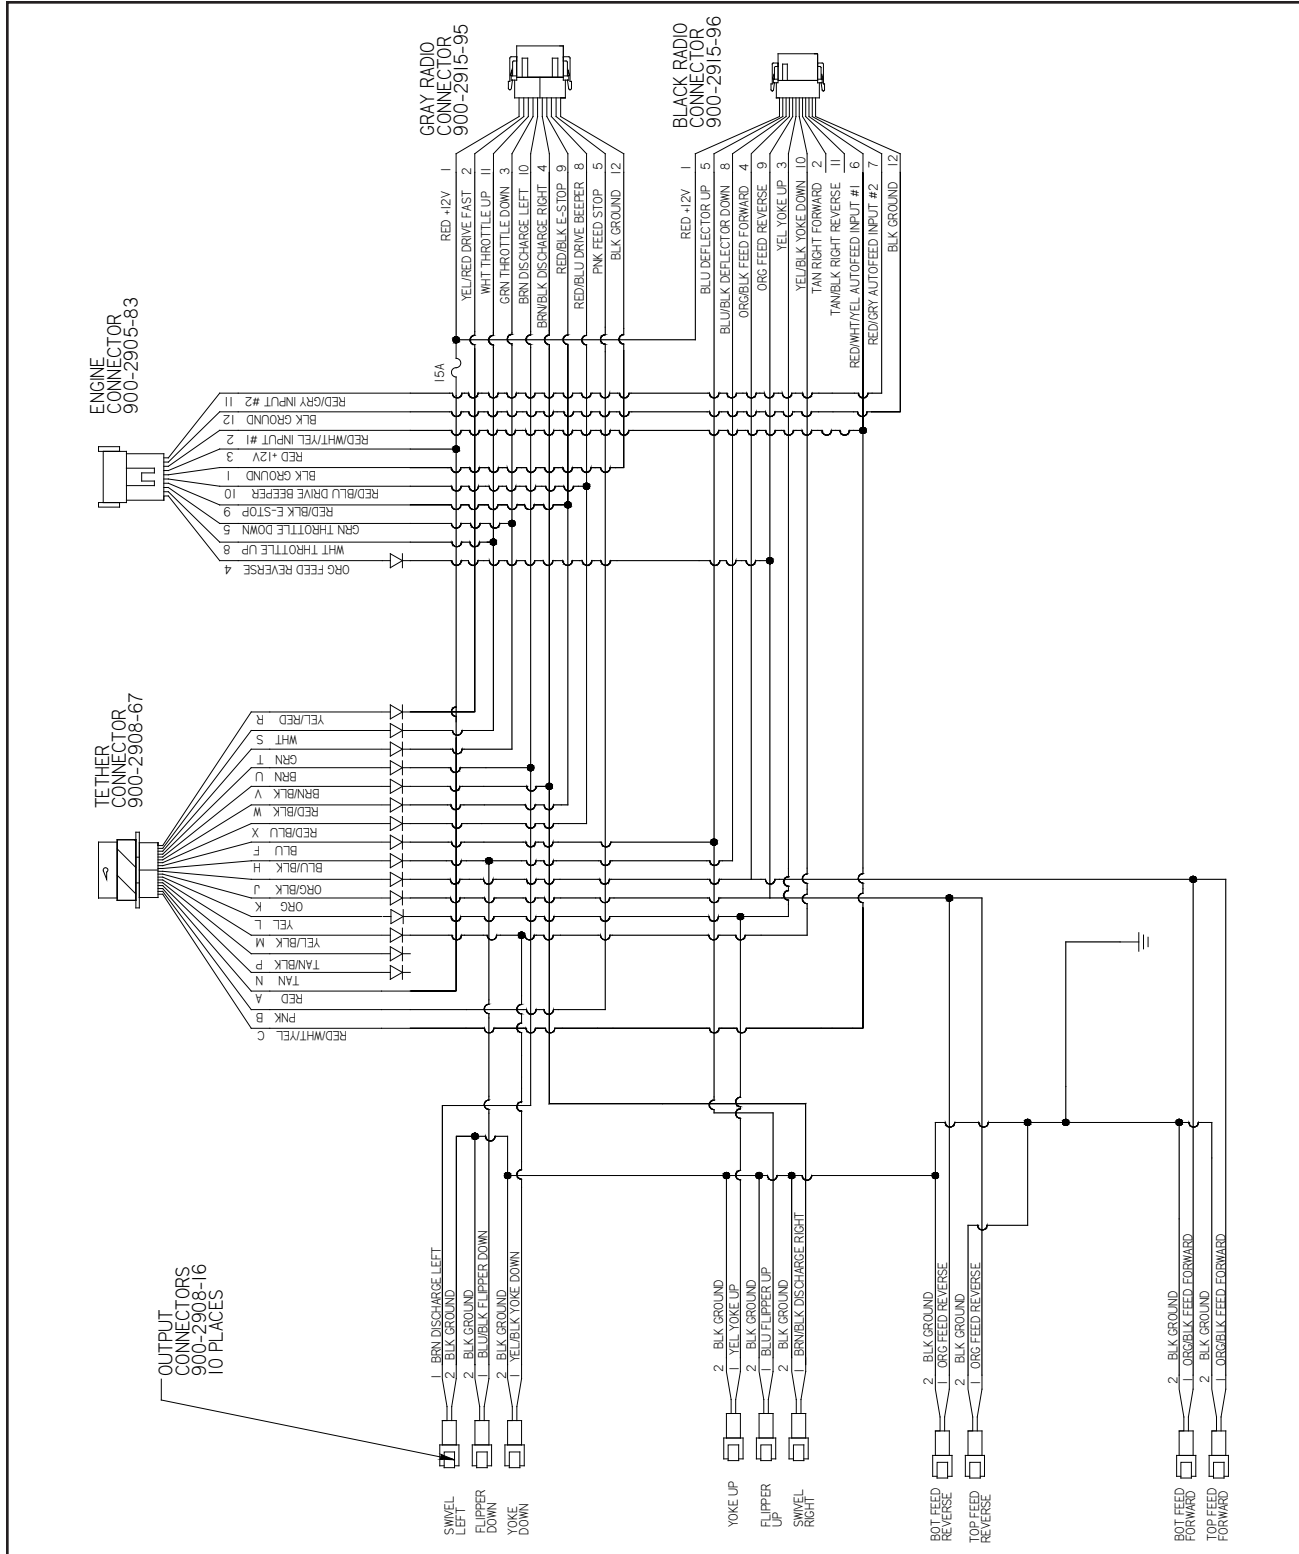 GRAY RADIO
CONNECTOR
900-2915-95
RED +12V 1
YEL/RED DRIVE FAST 2
WHT THROTTLE UP 11
GRN THROTTLE DOWN 3
BRN DISCHARGE LEFT 10
BRN/BLK DISCHARGE RIGHT 4
RED/BLK E-STOP 9
RED/BLU DRIVE BEEPER 8
PNK FEED STOP 5
BLK GROUND 12
BLACK RADIO
CONNECTOR
900-2915-96
RED +12V 1
BLU DEFLECTOR UP 5
BLU/BLK DEFLECTOR DOWN 8
ORG/BLK FEED FORWARD 4
ORG FEED REVERSE 9
YEL YOKE UP 3
YEL/BLK YOKE DOWN 10
TAN RIGHT FORWARD 2
TAN/BLK RIGHT REVERSE 11
RED/WHT/YEL AUTOFEED INPUT #1 6
RED/GRY AUTOFEED INPUT #2 7
BLK GROUND 12
15A
ENGINE
CONNECTOR
900-2905-83
11 RED/GRY INPUT #2
12 BLK GROUND
2 RED/WHT/YEL INPUT #1
3 RED +12V
1 BLK GROUND
10 RED/BLU DRIVE BEEPER
9 RED/BLK E-STOP
5 GRN THROTTLE DOWN
8 WHT THROTTLE UP
4 ORG FEED REVERSE
TETHER
CONNECTOR
900-2908-67
R YEL/RED
S WHT
T GRN
U BRN
V BRN/BLK
W RED/BLK
X RED/BLU
F BLU
H BLU/BLK
J ORG/BLK
K ORG
L YEL
M YEL/BLK
P TAN/BLK
N TAN
A RED
B PNK
C RED/WHT/YEL
OUTPUT
CONNECTORS
900-2908-16
10 PLACES
1 BRN DISCHARGE LEFT
2 BLK GROUND
2 BLK GROUND
1 BLU/BLK FLIPPER DOWN
2 BLK GROUND
1 YEL/BLK YOKE DOWN
2 BLK GROUND
1 YEL YOKE UP
2 BLK GROUND
1 BLU FLIPPER UP
2 BLK GROUND
1 BRN/BLK DISCHARGE RIGHT
2 BLK GROUND
1 ORG FEED REVERSE
2 BLK GROUND
1 ORG FEED REVERSE
2 BLK GROUND
1 ORG/BLK FEED FORWARD
2 BLK GROUND
1 ORG/BLK FEED FORWARD
SWIVEL
LEFT
FLIPPER
DOWN
YOKE
DOWN
YOKE UP
FLIPPER
UP
SWIVEL
RIGHT
BOT FEED
REVERSE
TOP FEED
REVERSE
BOT FEED
FORWARD
TOP FEED
FORWARD